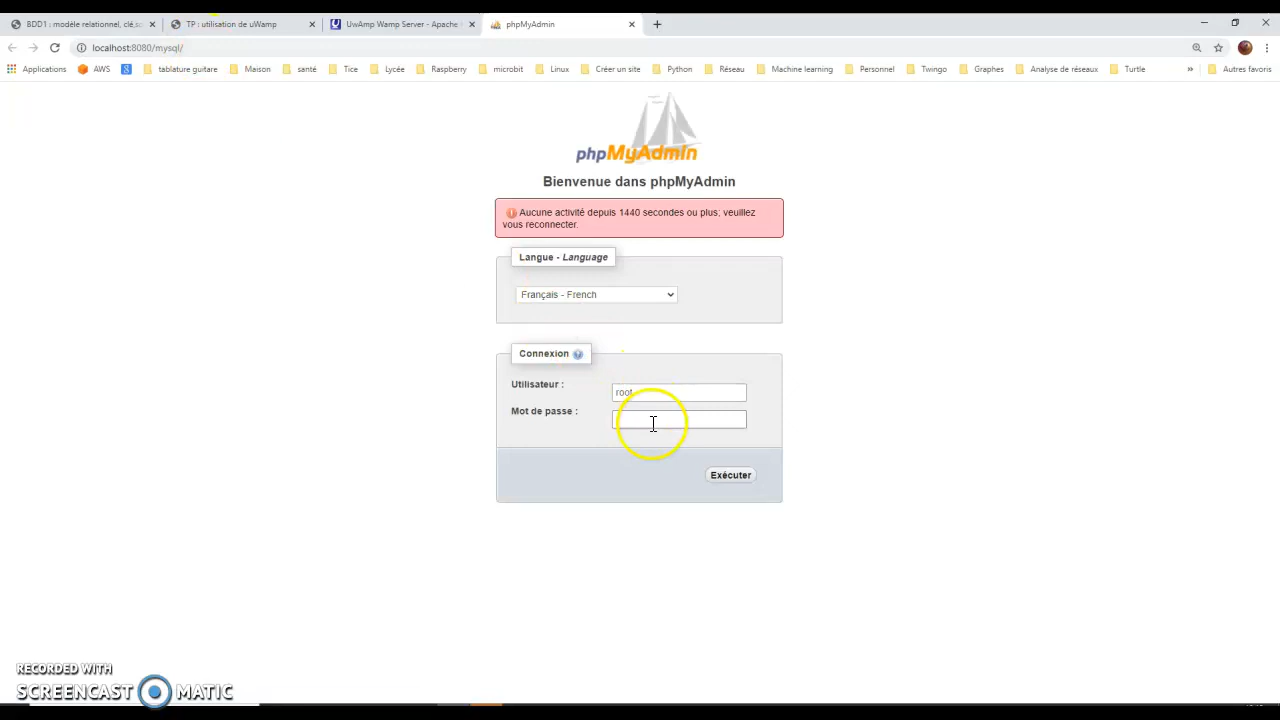 BDD1 : modèle relationnel, clé,sc
TP : utilisation de uWamp
UwAmp Wamp Server - Apache
phpMyAdmin
localhost:8080/mysql/
Applications
AWS
tablature guitare
Maison
santé
Tice
Lycée
Raspberry
microbit
Linux
Créer un site
Python
Réseau
Machine learning
Personnel
Twingo
Graphes
Analyse de réseaux
Turtle
»
Autres favoris
phpMyAdmin
Bienvenue dans phpMyAdmin
Aucune activité depuis 1440 secondes ou plus; veuillez
vous reconnecter.
Langue - Language
Français - French
Connexion
Utilisateur :
root
Mot de passe :
Exécuter
RECORDED WITH
SCREENCAST MATIC